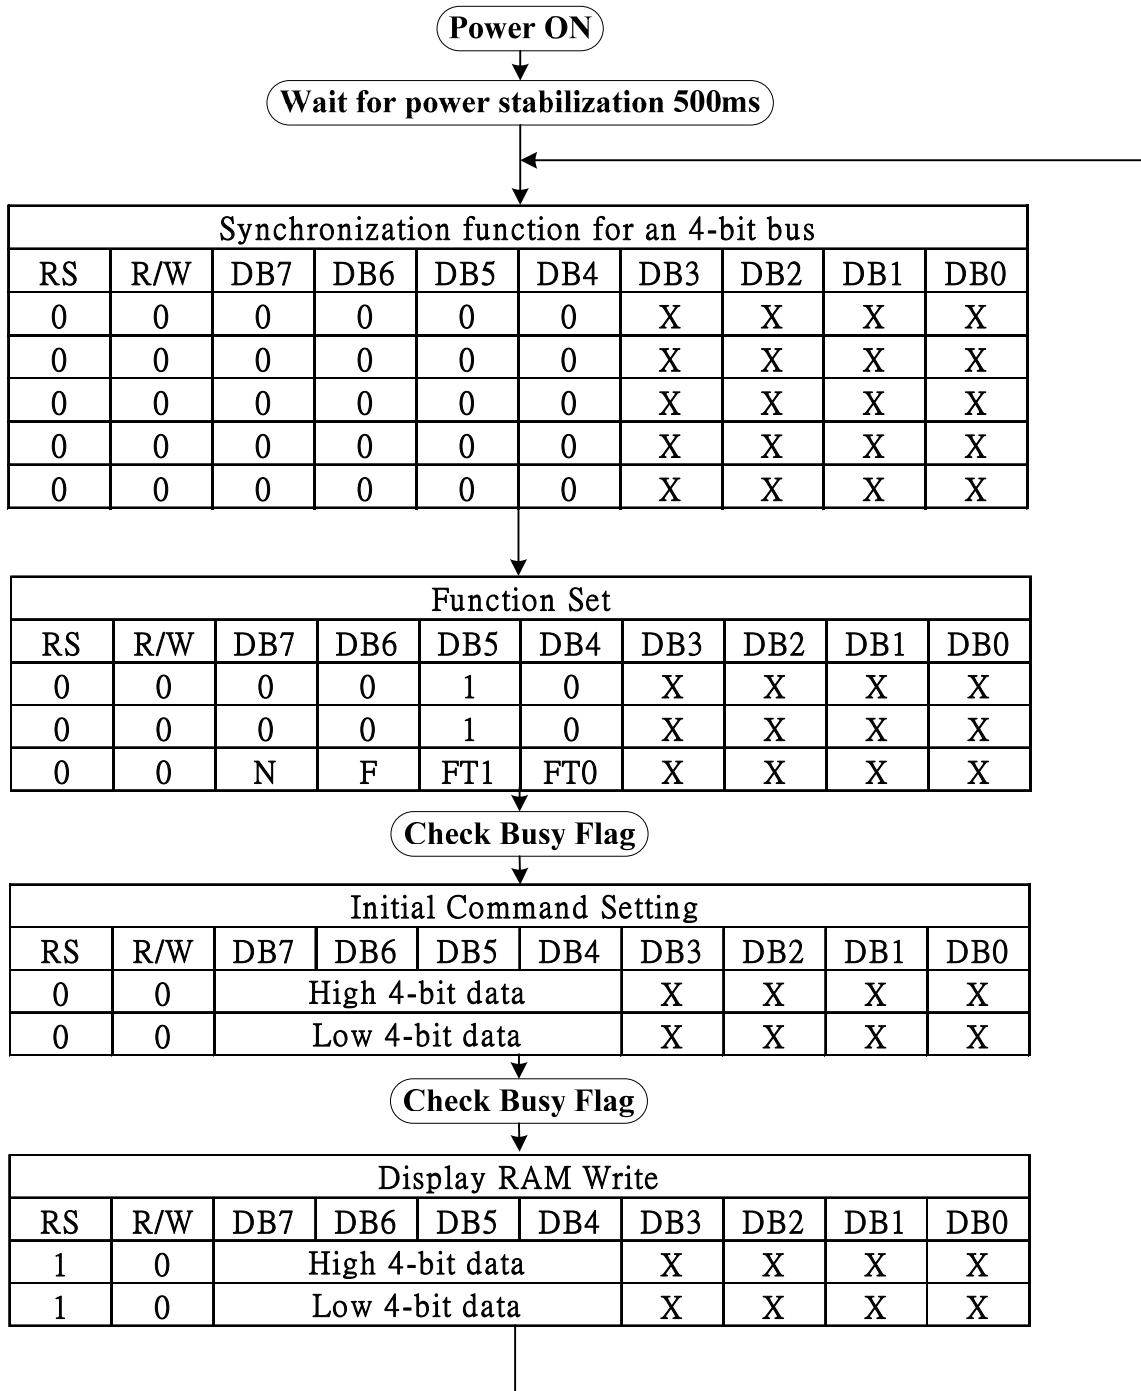 Power ON
Wait for power stabilization 500ms
Synchronization function for an 4-bit bus
RS R/W DB7 DB6 DB5 DB4 DB3 DB2 DB1 DB0
0 0 0 0 0 0 X X X X
0 0 0 0 0 0 X X X X
0 0 0 0 0 0 X X X X
0 0 0 0 0 0 X X X X
0 0 0 0 0 0 X X X X
Function Set
RS R/W DB7 DB6 DB5 DB4 DB3 DB2 DB1 DB0
0 0 0 0 1 0 X X X X
0 0 0 0 1 0 X X X X
0 0 N F FT1 FT0 X X X X
Check Busy Flag
Initial Command Setting
RS R/W DB7 DB6 DB5 DB4 DB3 DB2 DB1 DB0
0 0 High 4-bit data X X X X
0 0 Low 4-bit data X X X X
Check Busy Flag
Display RAM Write
RS R/W DB7 DB6 DB5 DB4 DB3 DB2 DB1 DB0
1 0 High 4-bit data X X X X
1 0 Low 4-bit data X X X X